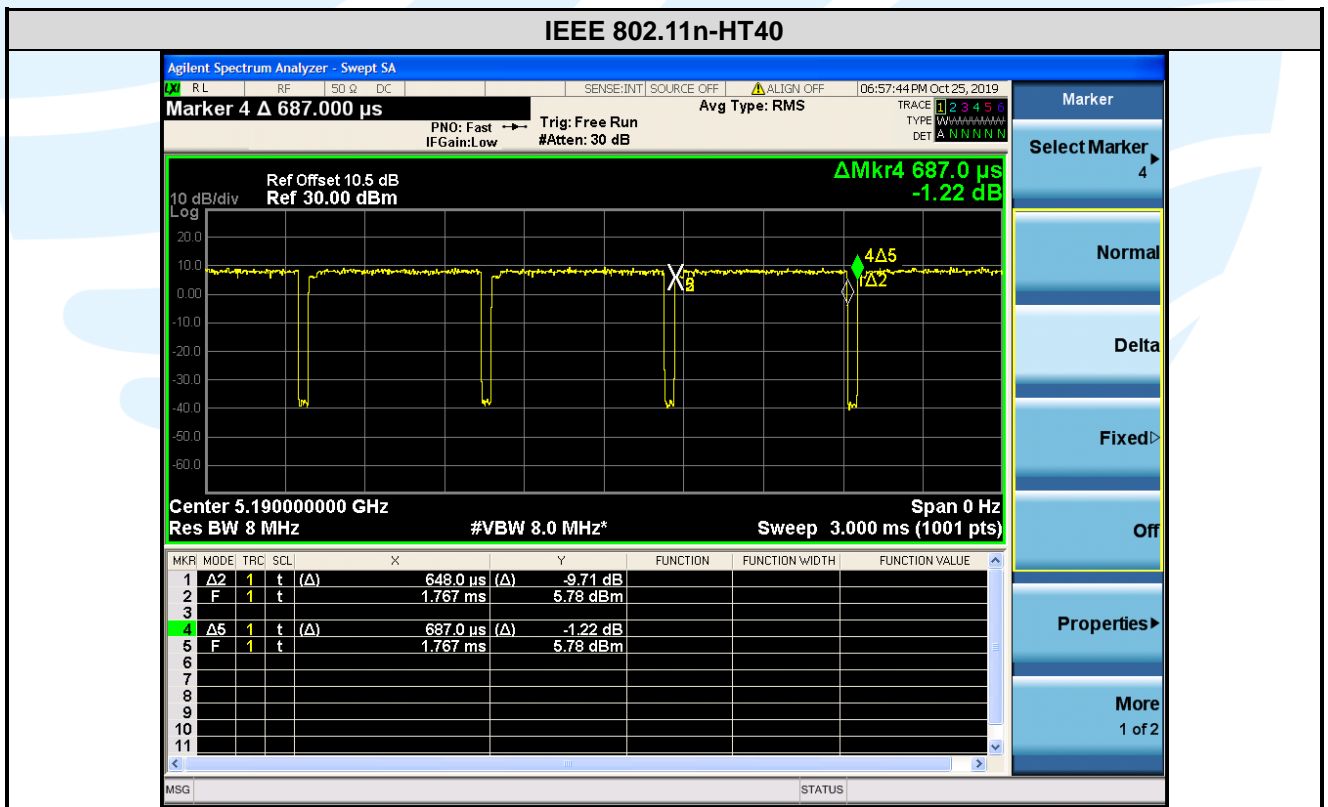 IEEE 802.11n-HT40
Agilent Spectrum Analyzer - Swept SA
LXI RL RF 50 Ω DC SENSE:INT SOURCE OFF ALIGN OFF 06:57:44 PM Oct 25, 2019
Marker 4 Δ 687.000 µs
PNO: Fast
IFGain:Low
Trig: Free Run
#Atten: 30 dB
Avg Type: RMS
TRACE 1 2 3 4 5 6
TYPE
DET A N N N N N
ΔMkr4 687.0 µs
-1.22 dB
Ref Offset 10.5 dB
10 dB/div Ref 30.00 dBm
Log
20.0
10.0
0.00
-10.0
-20.0
-30.0
-40.0
-50.0
-60.0
4Δ5
Δ2
Center 5.190000000 GHz Span 0 Hz
Res BW 8 MHz #VBW 8.0 MHz* Sweep 3.000 ms (1001 pts)
MKR MODE TRC SCL X Y FUNCTION FUNCTION WIDTH FUNCTION VALUE
1 Δ2 1 t (Δ) 648.0 µs (Δ) -9.71 dB
2 F 1 t 1.767 ms 5.78 dBm
3
4 Δ5 1 t (Δ) 687.0 µs (Δ) -1.22 dB
5 F 1 t 1.767 ms 5.78 dBm
6
7
8
9
10
11
MSG STATUS
Marker
Select Marker
4
Normal
Delta
Fixed
Off
Properties
More
1 of 2